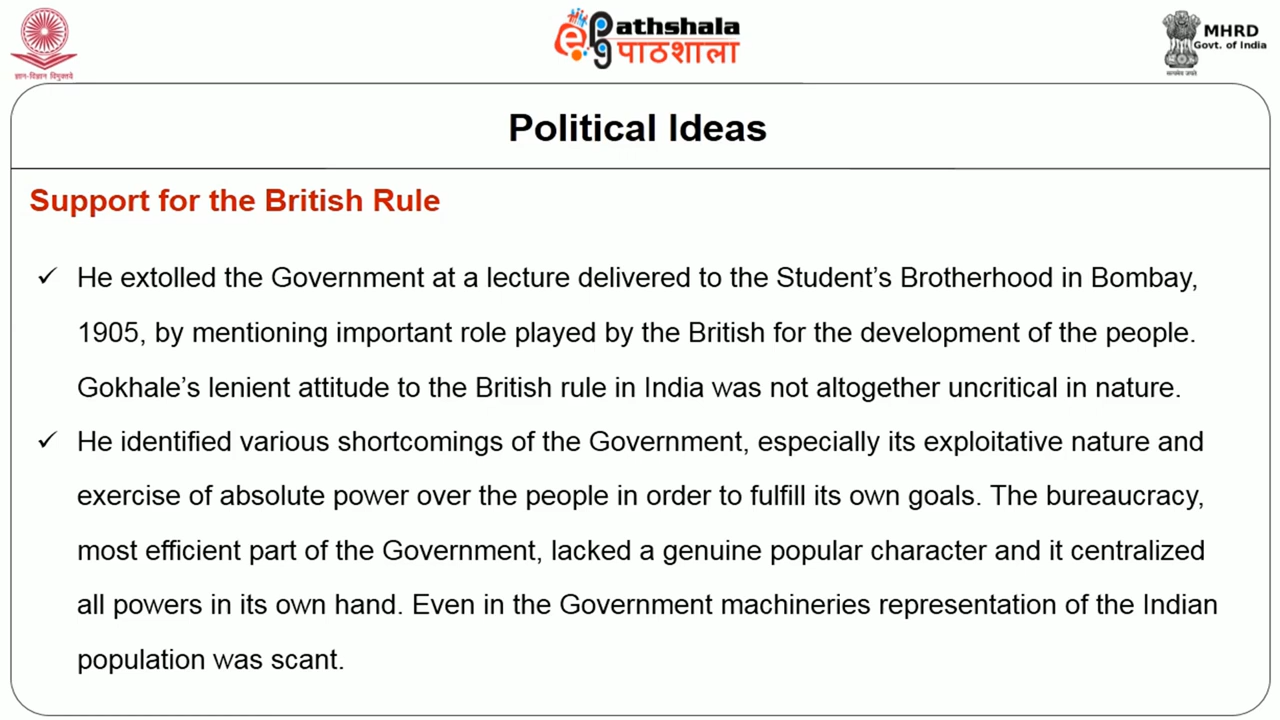 ज्ञान-विज्ञान विमुक्तये
ePathshala
पाठशाला
MHRD
Govt. of India
सत्यमेव जयते
Political Ideas
Support for the British Rule
✓ He extolled the Government at a lecture delivered to the Student’s Brotherhood in Bombay,
1905, by mentioning important role played by the British for the development of the people.
Gokhale’s lenient attitude to the British rule in India was not altogether uncritical in nature.
✓ He identified various shortcomings of the Government, especially its exploitative nature and
exercise of absolute power over the people in order to fulfill its own goals. The bureaucracy,
most efficient part of the Government, lacked a genuine popular character and it centralized
all powers in its own hand. Even in the Government machineries representation of the Indian
population was scant.